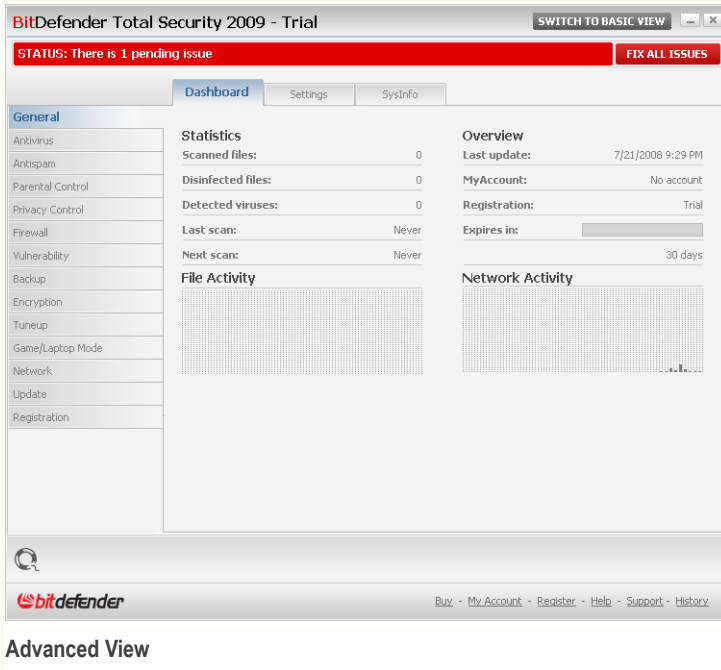 BitDefender Total Security 2009 - Trial
SWITCH TO BASIC VIEW
STATUS: There is 1 pending issue
FIX ALL ISSUES
Dashboard
Settings
SysInfo
General
Antivirus
Antispam
Parental Control
Privacy Control
Firewall
Vulnerability
Backup
Encryption
Tuneup
Game/Laptop Mode
Network
Update
Registration
Statistics
Scanned files: 0
Disinfected files: 0
Detected viruses: 0
Last scan: Never
Next scan: Never
File Activity
Overview
Last update: 7/21/2008 9:29 PM
MyAccount: No account
Registration: Trial
Expires in:
30 days
Network Activity
bitdefender
Buy - My Account - Register - Help - Support - History
Advanced View